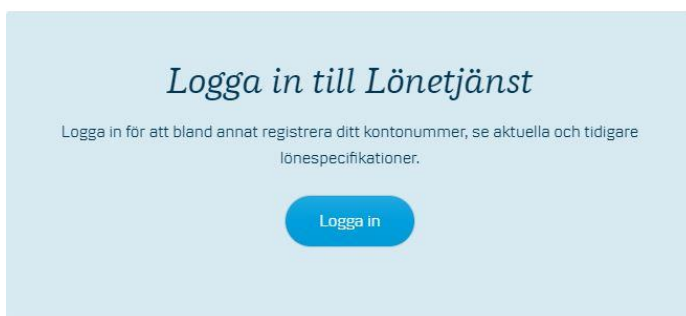 Logga in till Lönetjänst
Logga in för att bland annat registrera ditt kontonummer, se aktuella och tidigare
lönespecifikationer.
Logga in